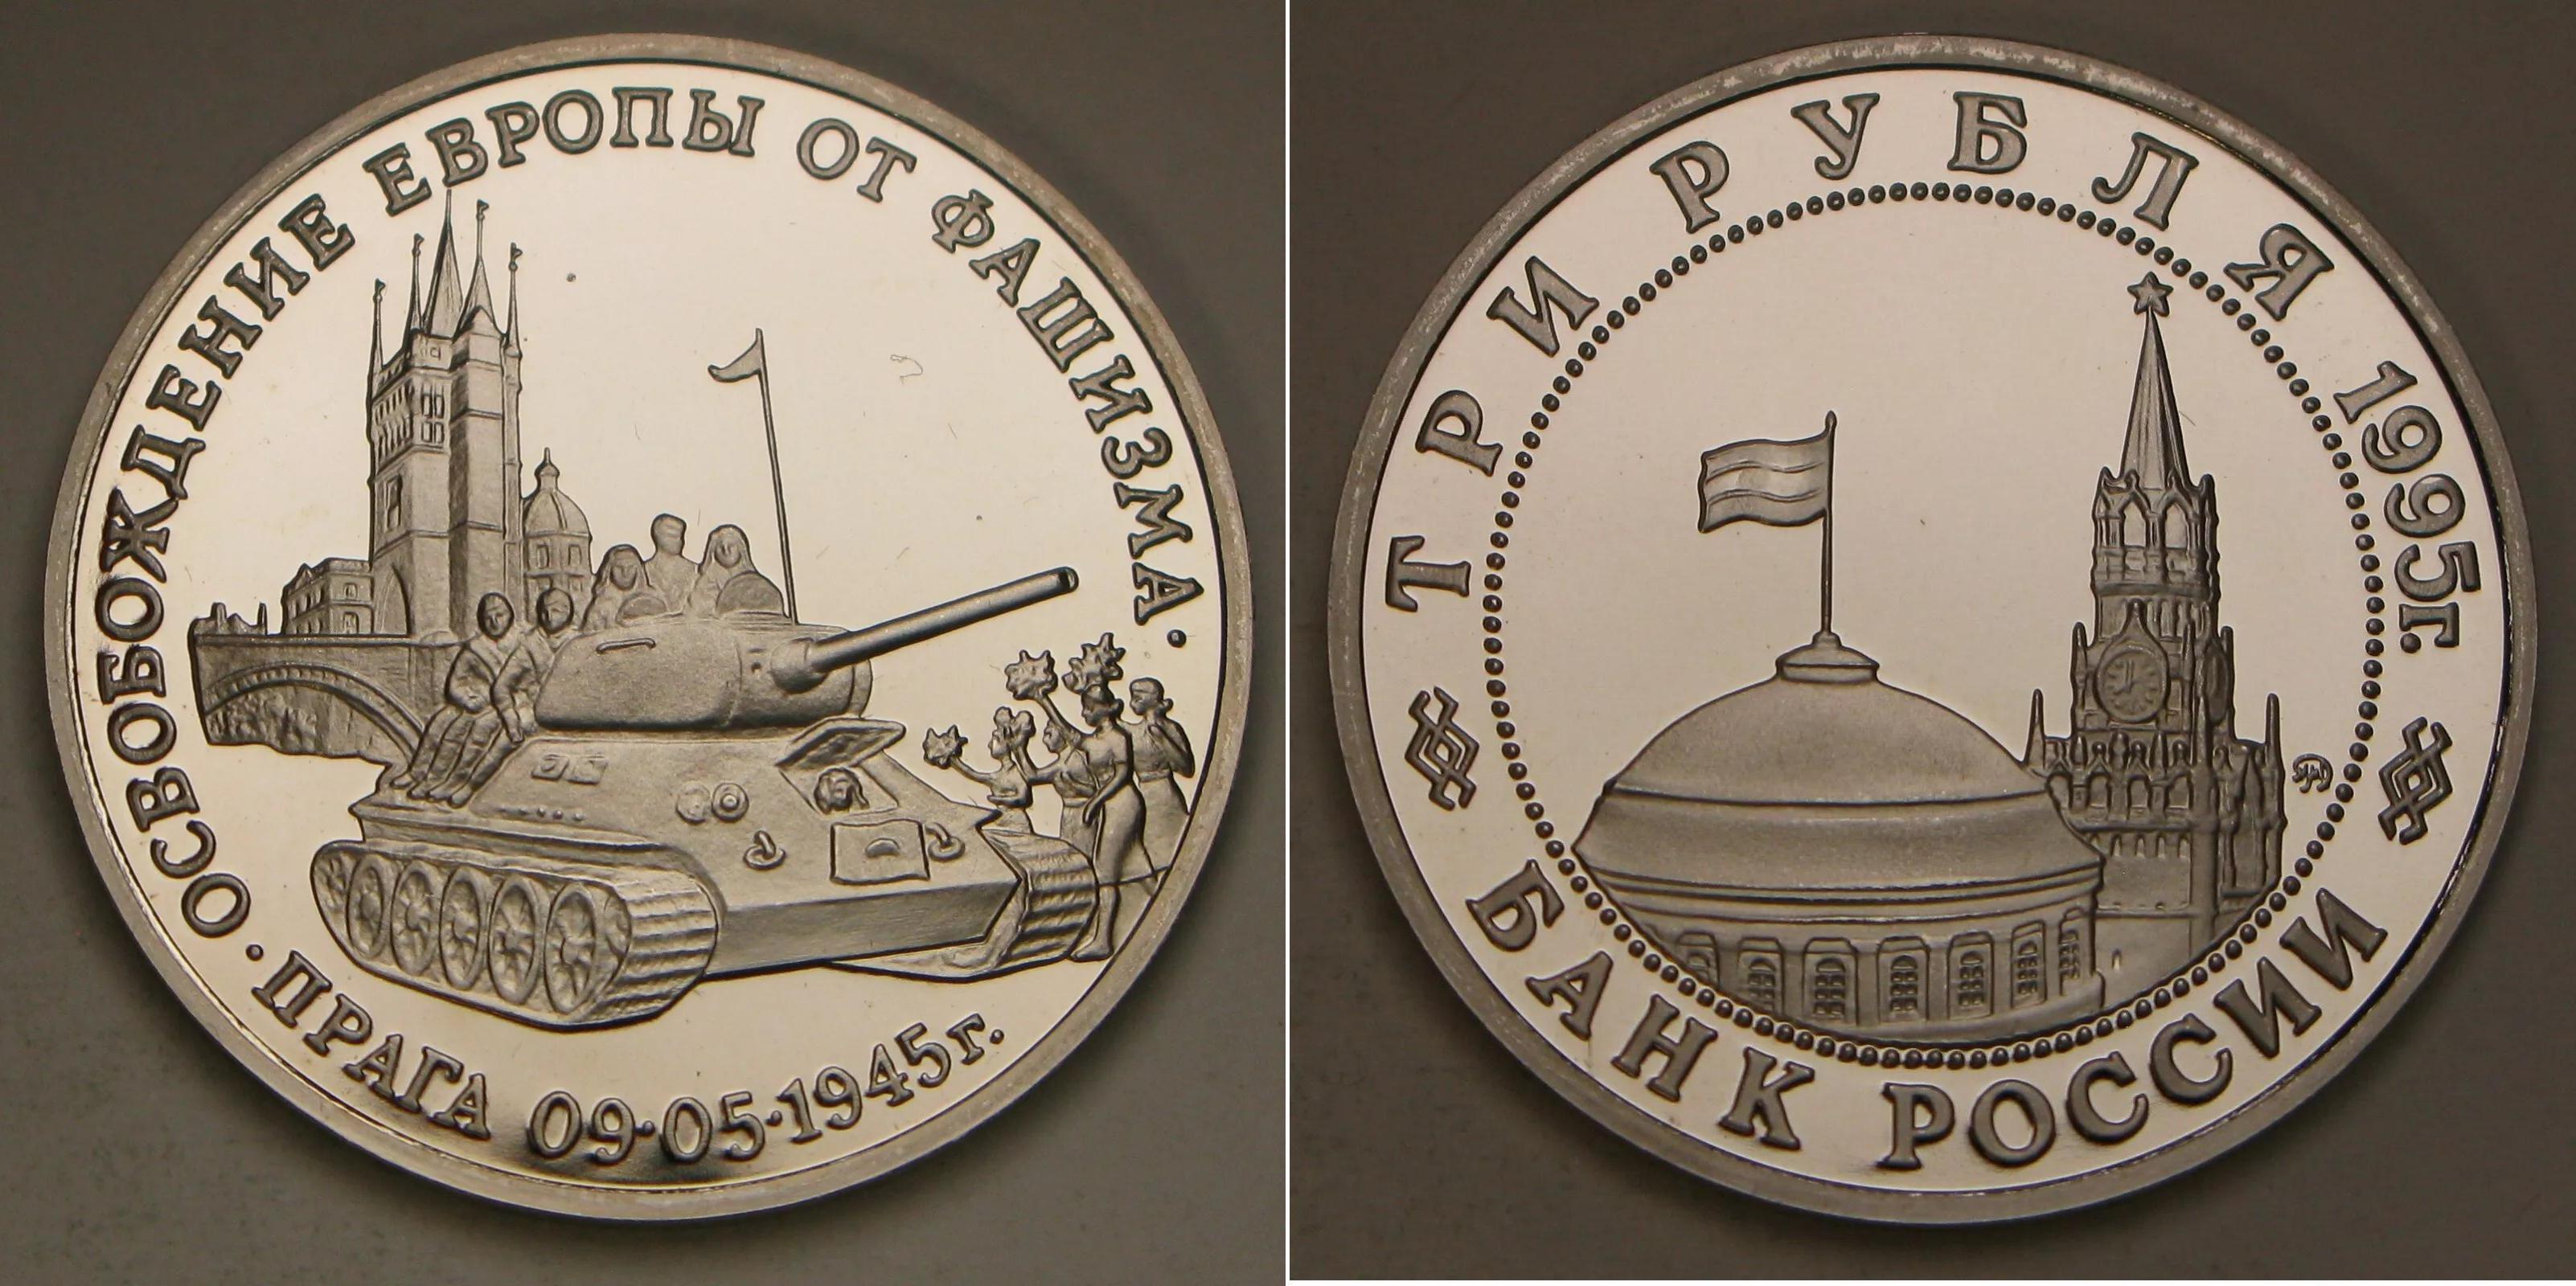 ОСВОБОЖДЕНИЕ ЕВРОПЫ ОТ ФАШИЗМА
·ПРАГА 09·05·1945г.·
ТРИ РУБЛЯ 1995г.
БАНК РОССИИ